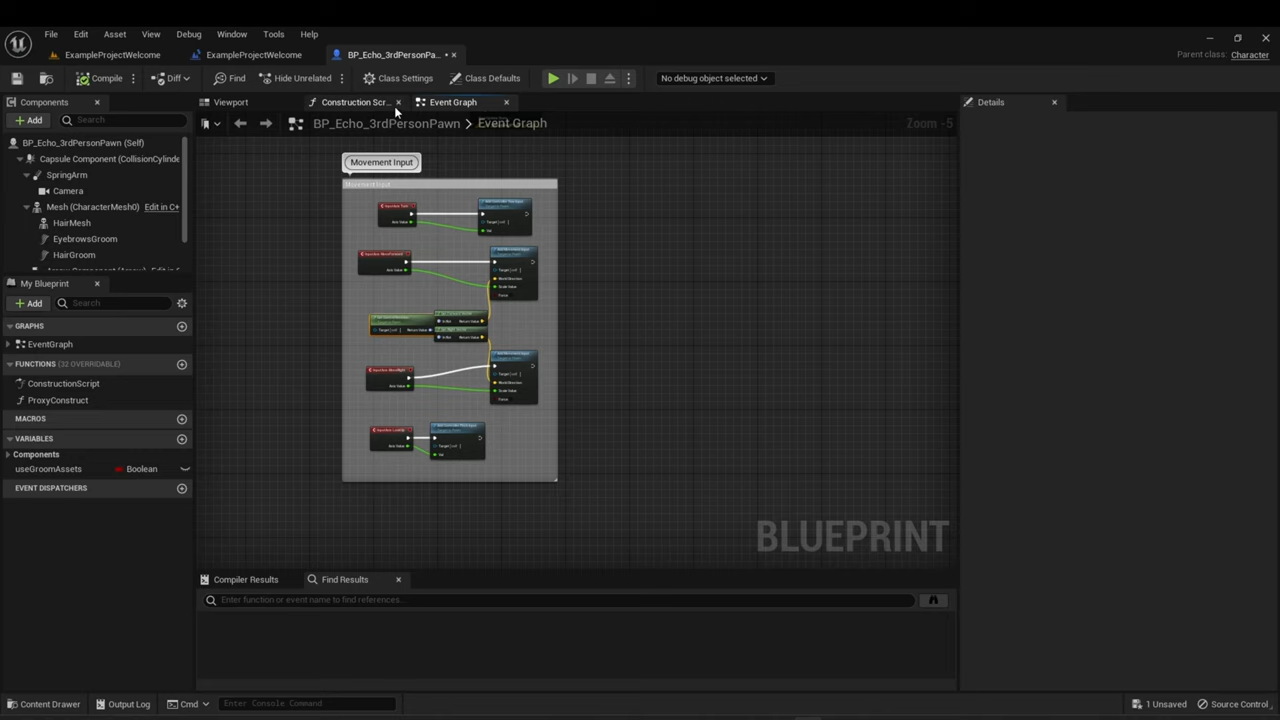 File Edit Asset View Debug Window Tools Help
ExampleProjectWelcome ExampleProjectWelcome BP_Echo_3rdPersonPa...
Parent class: Character
Compile Diff Find Hide Unrelated Class Settings Class Defaults No debug object selected
Components
Add Search
BP_Echo_3rdPersonPawn (Self)
Capsule Component (CollisionCylinde
SpringArm
Camera
Mesh (CharacterMesh0) Edit in C+
HairMesh
EyebrowsGroom
HairGroom
My Blueprint
Add Search
GRAPHS
EventGraph
FUNCTIONS (32 OVERRIDABLE)
ConstructionScript
ProxyConstruct
MACROS
VARIABLES
Components
useGroomAssets Boolean
EVENT DISPATCHERS
Viewport Construction Scr... Event Graph
BP_Echo_3rdPersonPawn > Event Graph Zoom -5
Movement Input
Movement Input
BLUEPRINT
Details
Compiler Results Find Results
Enter function or event name to find references...
Content Drawer Output Log Cmd Enter Console Command
1 Unsaved Source Control